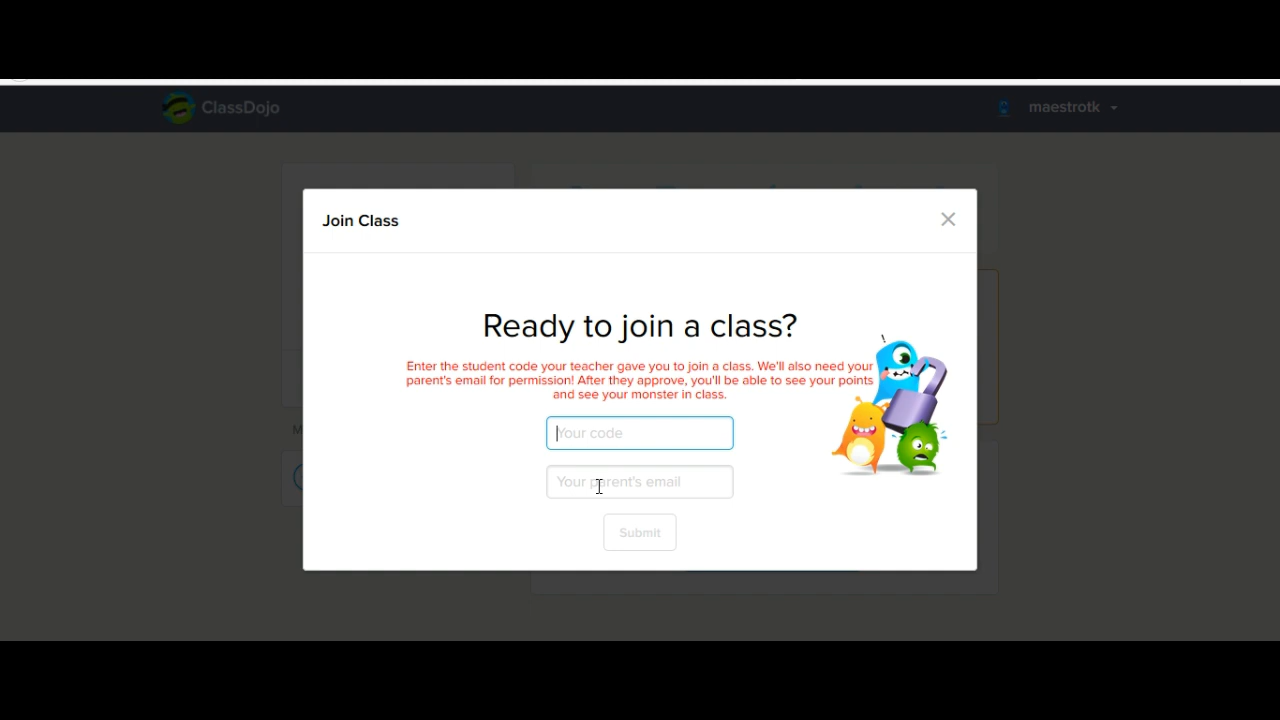 ClassDojo
maestrotk
Join Class
Ready to join a class?
Enter the student code your teacher gave you to join a class. We'll also need your
parent's email for permission! After they approve, you'll be able to see your points
and see your monster in class.
Your code
Your parent's email
Submit